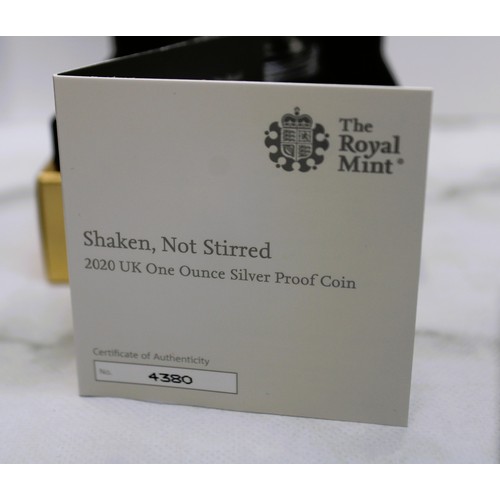 The
Royal
Mint®
Shaken, Not Stirred
2020 UK One Ounce Silver Proof Coin
Certificate of Authenticity
No. 4380